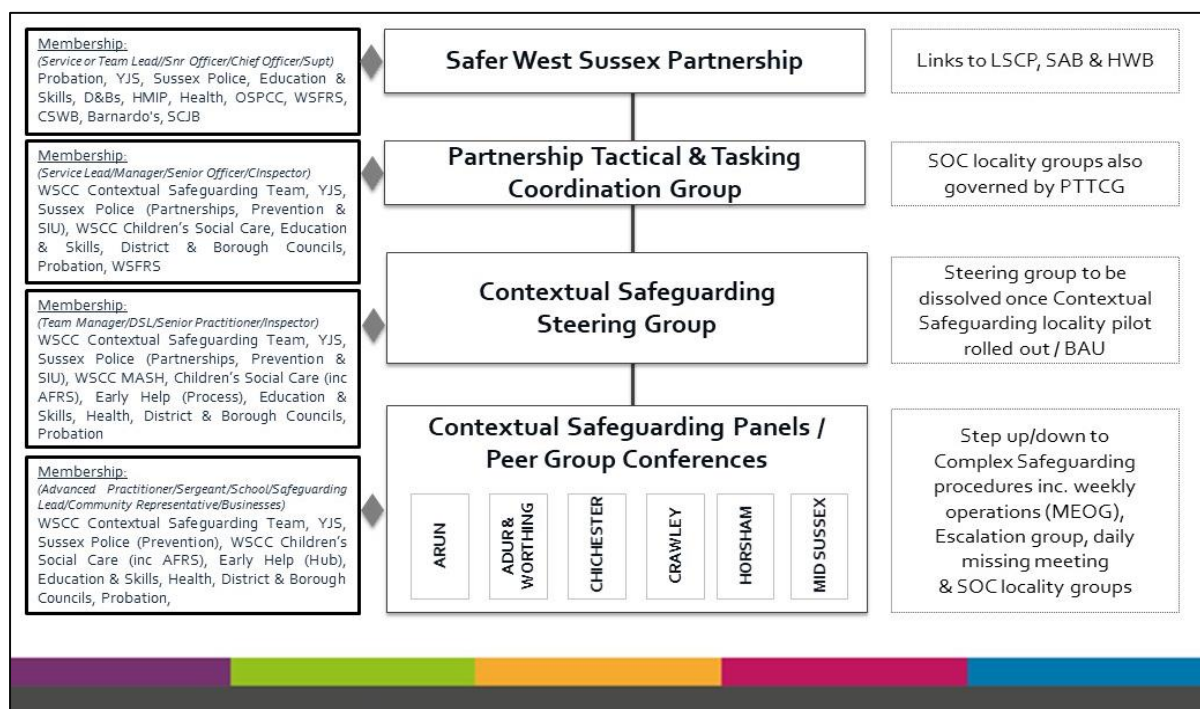 Membership:
(Service or Team Lead//Snr Officer/Chief Officer/Supt)
Probation, YJS, Sussex Police, Education &
Skills, D&Bs, HMIP, Health, OSPCC, WSFRS,
CSWB, Barnardo's, SCJB
Safer West Sussex Partnership
Links to LSCP, SAB & HWB
Membership:
(Service Lead/Manager/Senior Officer/CInspector)
WSCC Contextual Safeguarding Team, YJS,
Sussex Police (Partnerships, Prevention &
SIU), WSCC Children's Social Care, Education
& Skills, District & Borough Councils,
Probation, WSFRS
Partnership Tactical & Tasking
Coordination Group
SOC locality groups also
governed by PTTCG
Membership:
(Team Manager/DSL/Senior Practitioner/Inspector)
WSCC Contextual Safeguarding Team, YJS,
Sussex Police (Partnerships, Prevention &
SIU), WSCC MASH, Children's Social Care (inc
AFRS), Early Help (Process), Education &
Skills, Health, District & Borough Councils,
Probation
Contextual Safeguarding
Steering Group
Steering group to be
dissolved once Contextual
Safeguarding locality pilot
rolled out / BAU
Membership:
(Advanced Practitioner/Sergeant/School/Safeguarding
Lead/Community Representative/Businesses)
WSCC Contextual Safeguarding Team, YJS,
Sussex Police (Prevention), WSCC Children's
Social Care (inc AFRS), Early Help (Hub),
Education & Skills, Health, District & Borough
Councils, Probation,
Contextual Safeguarding Panels /
Peer Group Conferences
ARUN
ADUR &
WORTHING
CHICHESTER
CRAWLEY
HORSHAM
MID SUSSEX
Step up/down to
Complex Safeguarding
procedures inc. weekly
operations (MEOG),
Escalation group, daily
missing meeting
& SOC locality groups